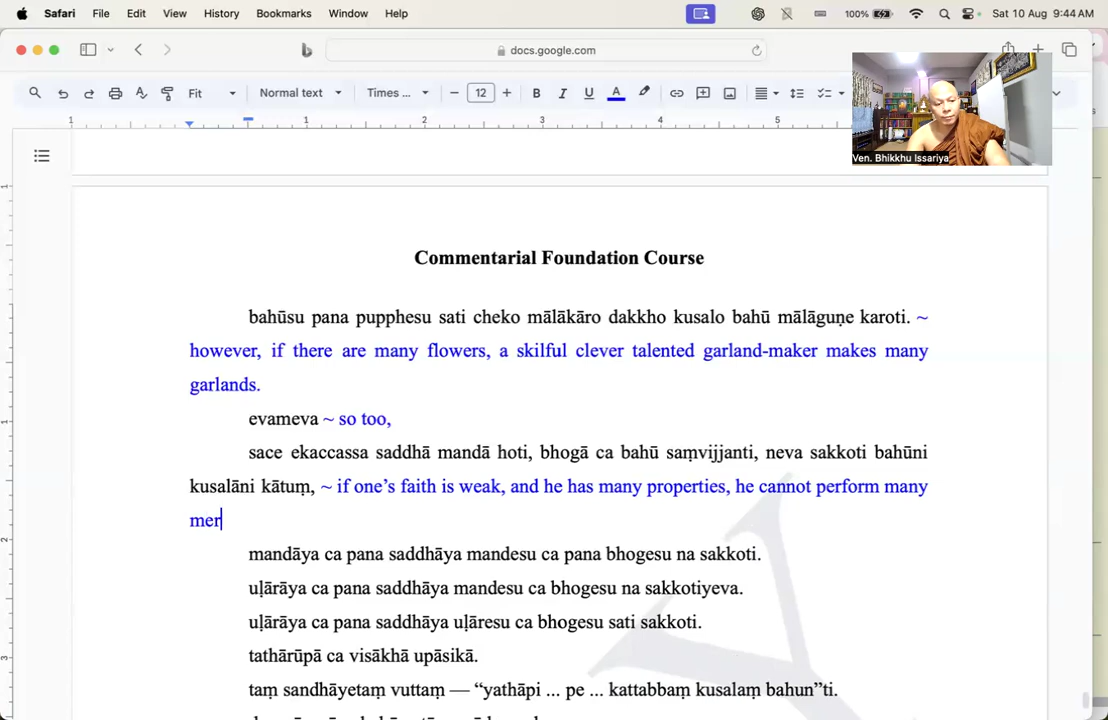 Safari File Edit View History Bookmarks Window Help 100% Sat 10 Aug 9:44 AM
docs.google.com
Fit Normal text Times ... 12 B I U A
1 1 2 3 4 5
Ven. Bhikkhu Issariya
Commentarial Foundation Course
bahūsu pana pupphesu sati cheko mālākāro dakkho kusalo bahū mālāguṇe karoti. ~
however, if there are many flowers, a skilful clever talented garland-maker makes many
garlands.
evameva ~ so too,
sace ekaccassa saddhā mandā hoti, bhogā ca bahū saṃvijjanti, neva sakkoti bahūni
kusalāni kātuṃ, ~ if one's faith is weak, and he has many properties, he cannot perform many
mer
mandāya ca pana saddhāya mandesu ca pana bhogesu na sakkoti.
uḷārāya ca pana saddhāya mandesu ca bhogesu na sakkotiyeva.
uḷārāya ca pana saddhāya uḷāresu ca bhogesu sati sakkoti.
tathārūpā ca visākhā upāsikā.
taṃ sandhāyetaṃ vuttaṃ — “yathāpi ... pe ... kattabbaṃ kusalaṃ bahun”ti.